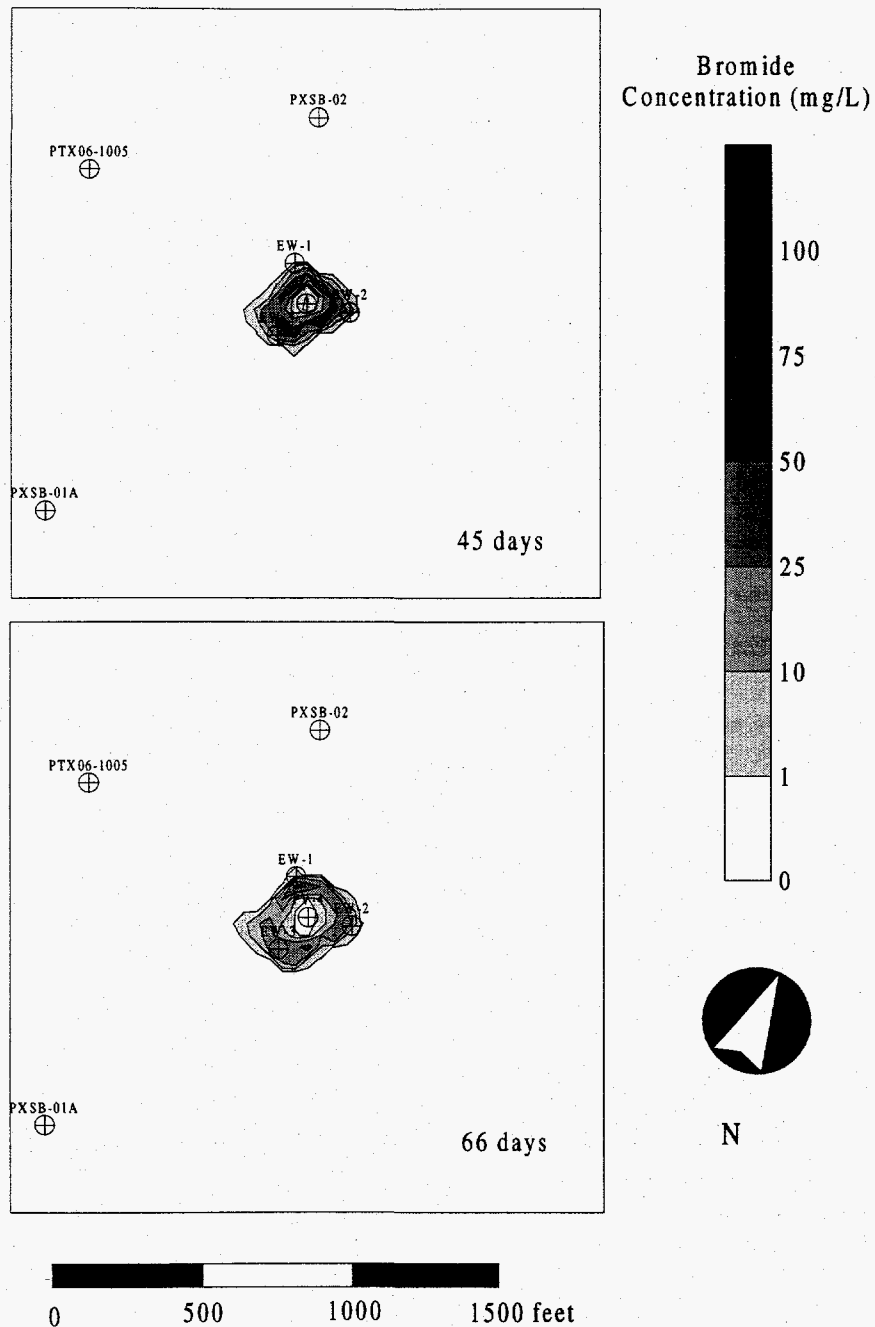 Bromide
Concentration (mg/L)
PXSB-02
PTX06-1005
EW-1
PXSB-01A
45 days
100
75
50
25
10
1
0
PXSB-02
PTX06-1005
EW-1
PXSB-01A
66 days
N
0 500 1000 1500 feet